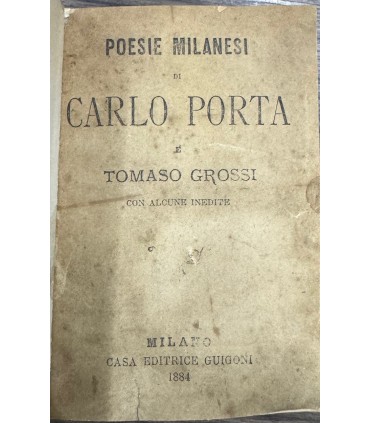 POESIE MILANESI
DI
CARLO PORTA
E
TOMASO GROSSI
CON ALCUNE INEDITE
MILANO
CASA EDITRICE GUIGONI
1884